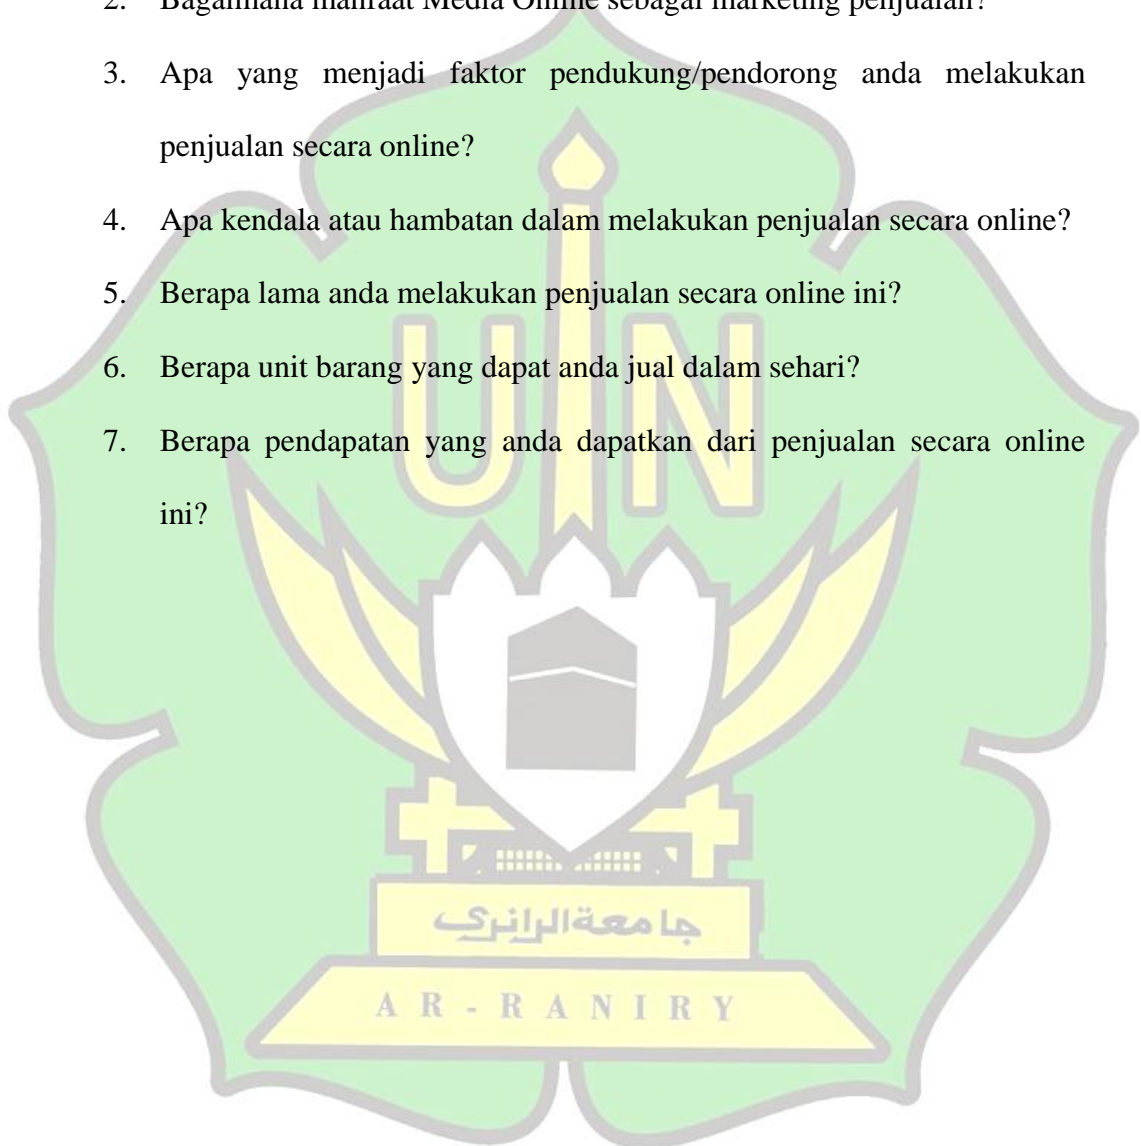 2. Bagaimana manfaat Media Online sebagai marketing penjualan?
3. Apa yang menjadi faktor pendukung/pendorong anda melakukan
penjualan secara online?
4. Apa kendala atau hambatan dalam melakukan penjualan secara online?
5. Berapa lama anda melakukan penjualan secara online ini?
6. Berapa unit barang yang dapat anda jual dalam sehari?
7. Berapa pendapatan yang anda dapatkan dari penjualan secara online
ini?
UIN
جامعة الرانري
AR-RANIRY